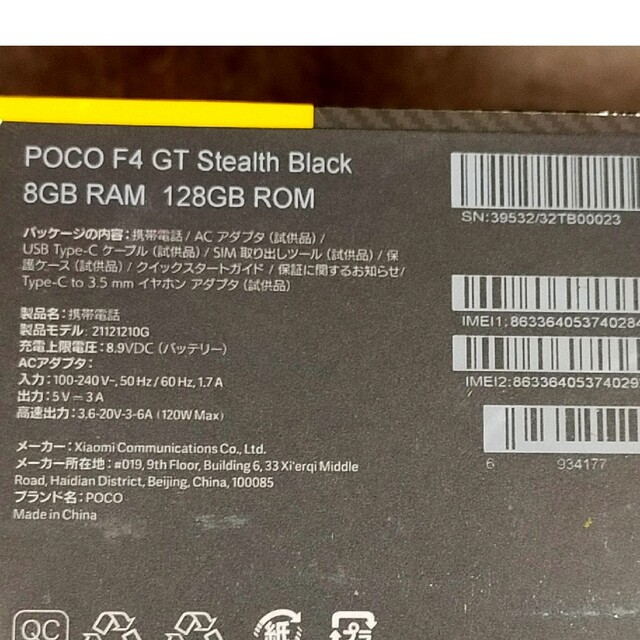 POCO F4 GT Stealth Black
8GB RAM 128GB ROM
パッケージの内容：携帯電話 / AC アダプタ (試供品) /
USB Type-C ケーブル (試供品) / SIM 取り出しツール (試供品) / 保
護ケース (試供品) / クイックスタートガイド / 保証に関するお知らせ/
Type-C to 3.5 mm イヤホン アダプタ (試供品)
製品名：携帯電話
製品モデル: 21121210G
充電上限電圧：8.9VDC (バッテリー)
ACアダプタ：
入力：100-240 V~, 50 Hz / 60 Hz, 1.7 A
出力：5 V⎓3 A
高速出力：3.6-20V⎓3-6A (120W Max)
メーカー：Xiaomi Communications Co., Ltd.
メーカー所在地：#019, 9th Floor, Building 6, 33 Xi'erqi Middle
Road, Haidian District, Beijing, China, 100085
ブランド名：POCO
Made in China
SN:39532/32TB00023
IMEI1:86336405374028
IMEI2:86336405374029
6 934177
QC
紙
プラ